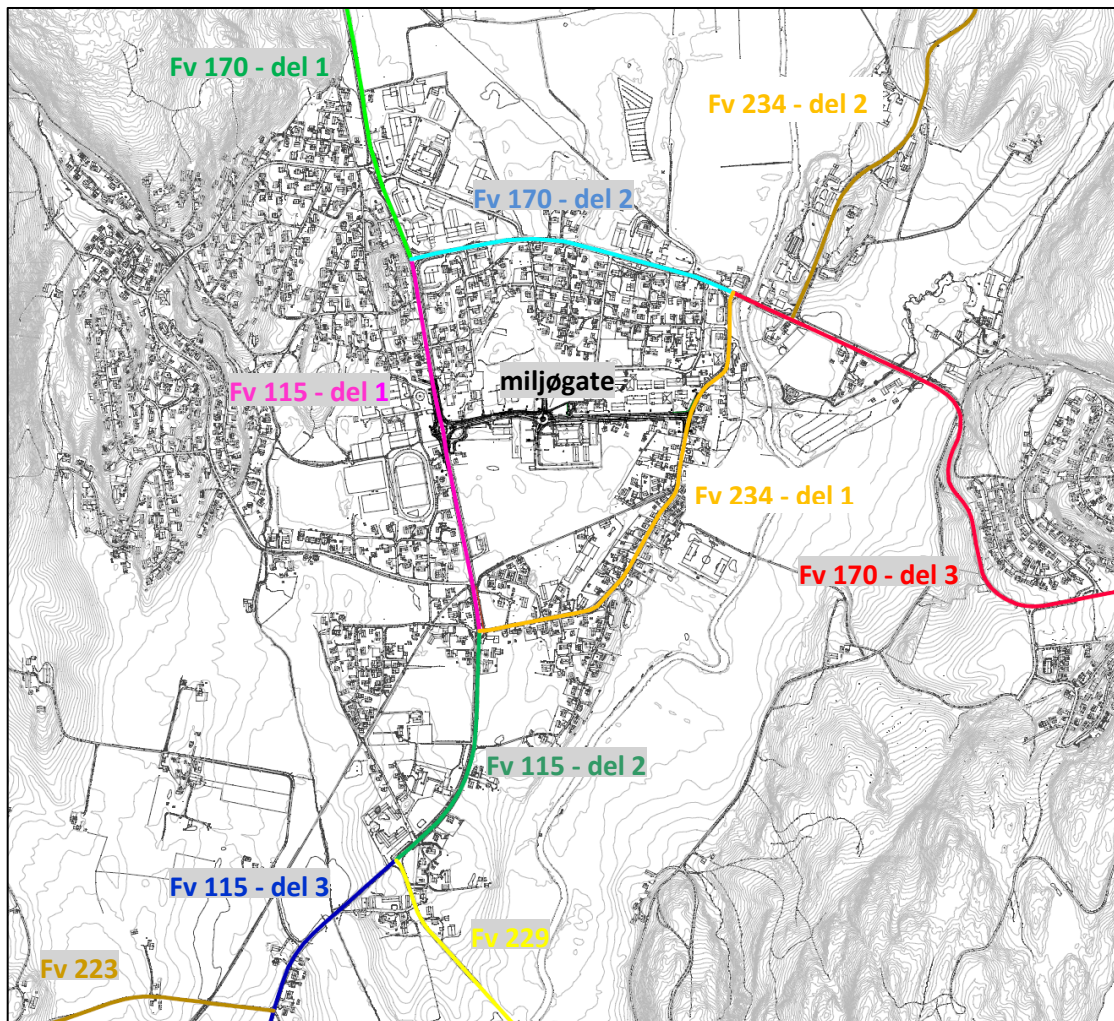 Fv 170 - del 1
Fv 234 - del 2
Fv 170 - del 2
miljøgate
Fv 115 - del 1
Fv 234 - del 1
Fv 170 - del 3
Fv 115 - del 2
Fv 115 - del 3
Fv 229
Fv 223